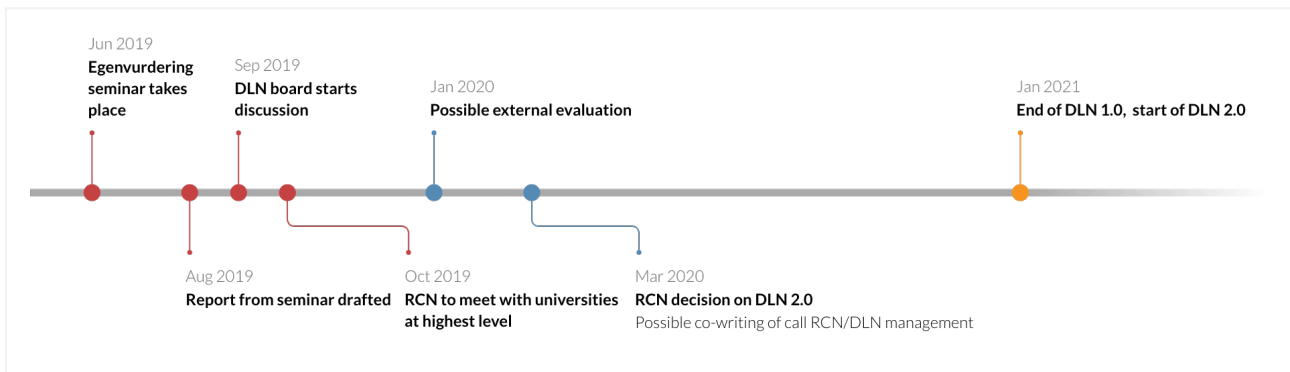 Jun 2019
Egenvurdering
seminar takes
place
Sep 2019
DLN board starts
discussion
Jan 2020
Possible external evaluation
Jan 2021
End of DLN 1.0, start of DLN 2.0
Aug 2019
Report from seminar drafted
Oct 2019
RCN to meet with universities
at highest level
Mar 2020
RCN decision on DLN 2.0
Possible co-writing of call RCN/DLN management